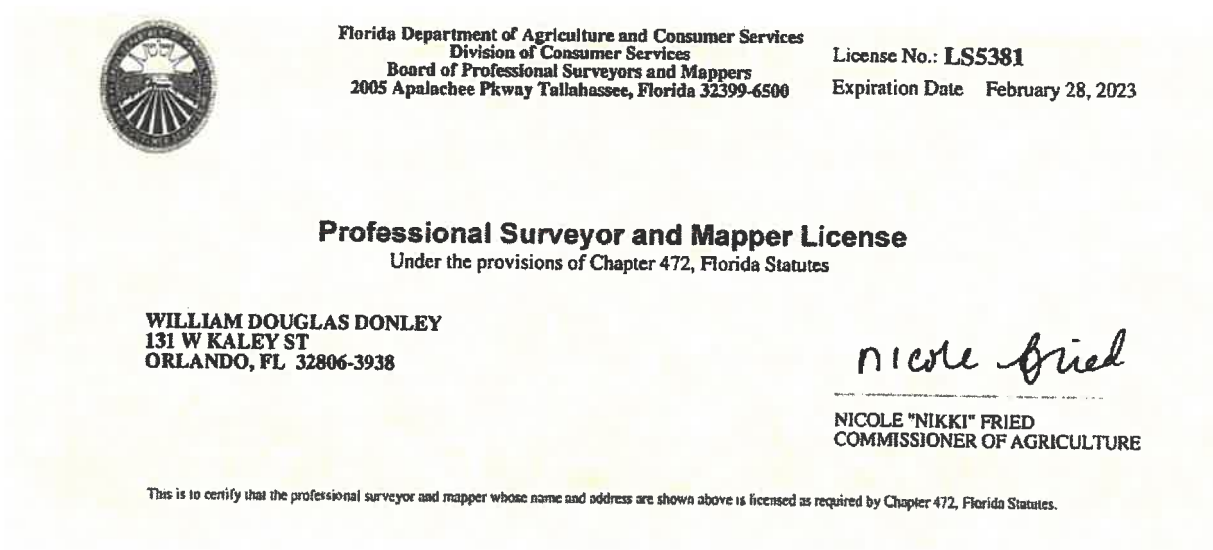 Florida Department of Agriculture and Consumer Services
Division of Consumer Services
Board of Professional Surveyors and Mappers
2005 Apalachee Pkway Tallahassee, Florida 32399-6500
License No.: LS5381
Expiration Date February 28, 2023
Professional Surveyor and Mapper License
Under the provisions of Chapter 472, Florida Statutes
WILLIAM DOUGLAS DONLEY
131 W KALEY ST
ORLANDO, FL 32806-3938
nicole fried
NICOLE "NIKKI" FRIED
COMMISSIONER OF AGRICULTURE
This is to certify that the professional surveyor and mapper whose name and address are shown above is licensed as required by Chapter 472, Florida Statutes.